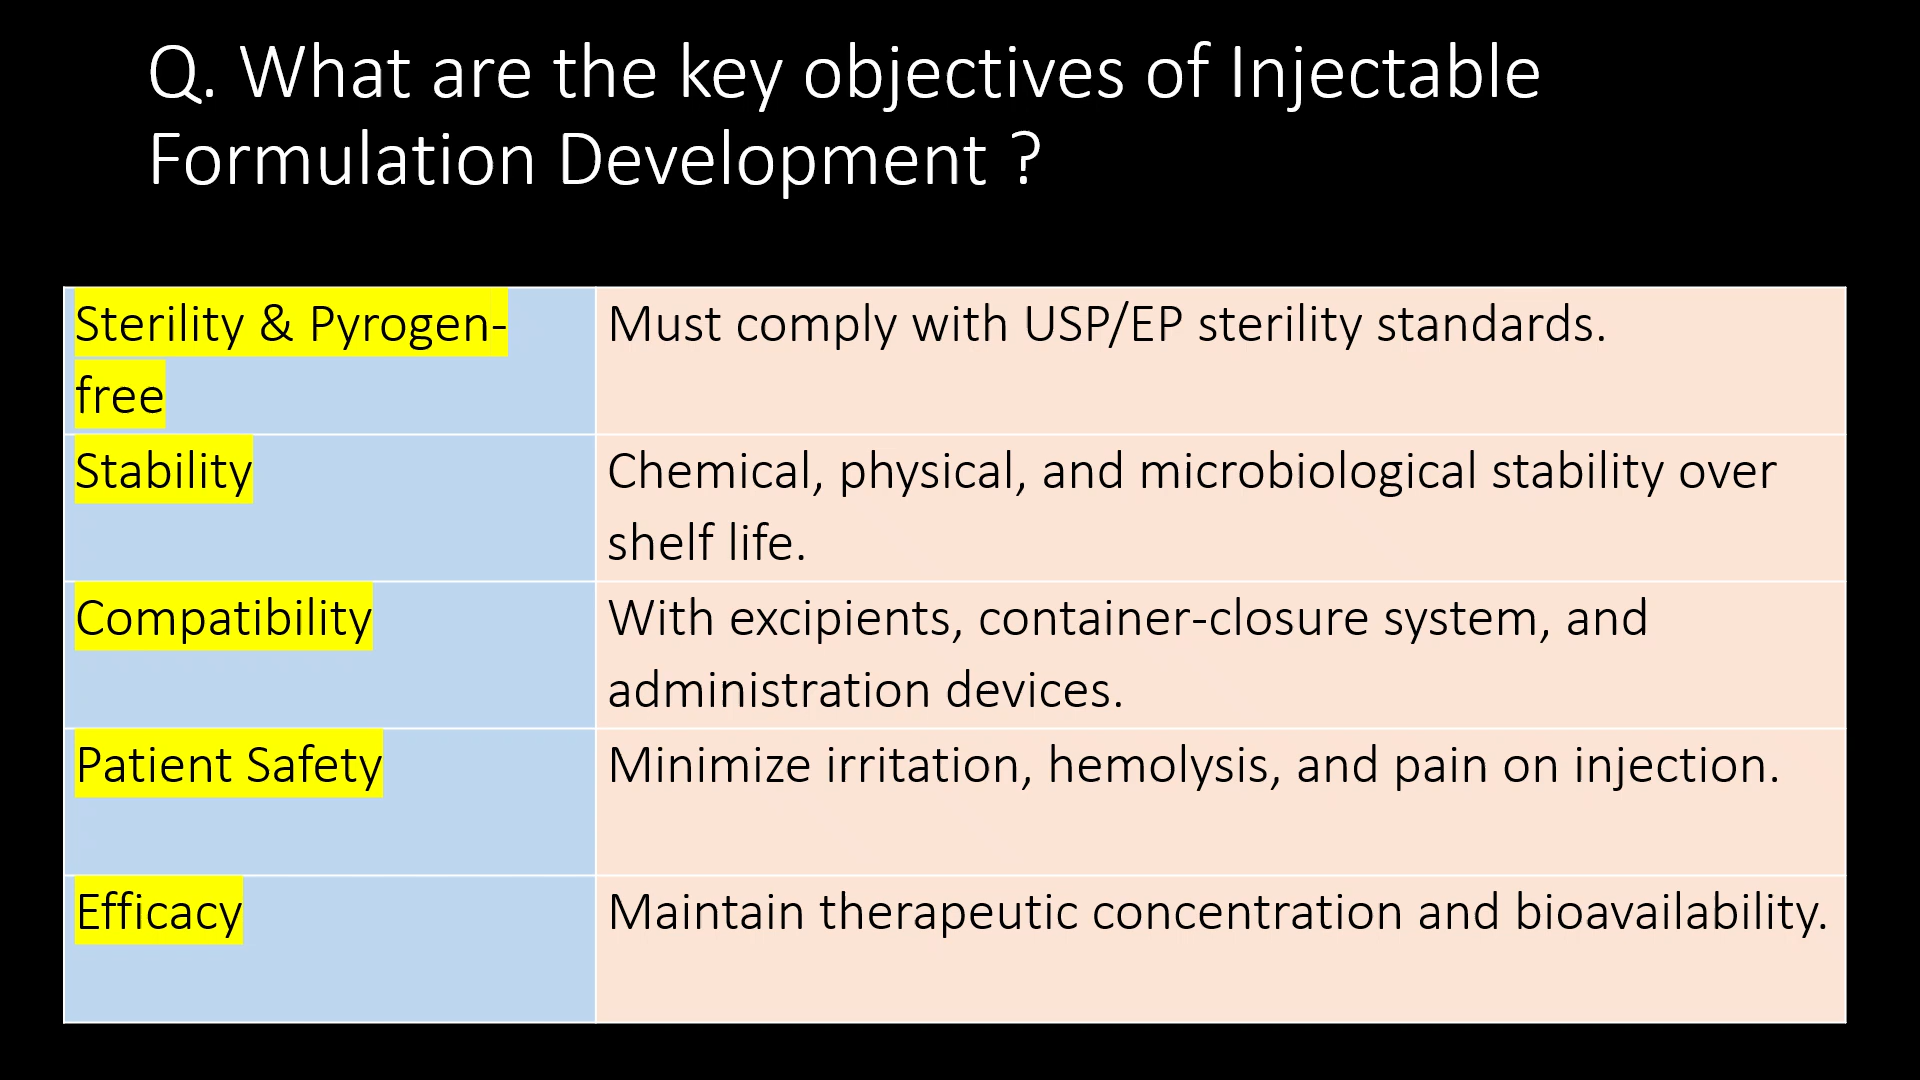 Q. What are the key objectives of Injectable
Formulation Development ?
Sterility & Pyrogen-
free
Must comply with USP/EP sterility standards.
Stability
Chemical, physical, and microbiological stability over
shelf life.
Compatibility
With excipients, container-closure system, and
administration devices.
Patient Safety
Minimize irritation, hemolysis, and pain on injection.
Efficacy
Maintain therapeutic concentration and bioavailability.